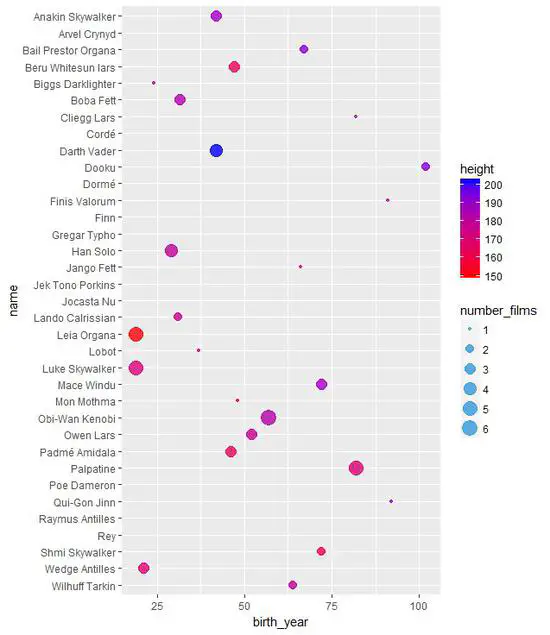 Anakin Skywalker
Arvel Crynyd
Bail Prestor Organa
Beru Whitesun lars
Biggs Darklighter
Boba Fett
Cliegg Lars
Cordé
Darth Vader
Dooku
Dormé
Finis Valorum
Finn
Gregar Typho
Han Solo
Jango Fett
Jek Tono Porkins
Jocasta Nu
Lando Calrissian
Leia Organa
Lobot
Luke Skywalker
Mace Windu
Mon Mothma
Obi-Wan Kenobi
Owen Lars
Padmé Amidala
Palpatine
Poe Dameron
Qui-Gon Jinn
Raymus Antilles
Rey
Shmi Skywalker
Wedge Antilles
Wilhuff Tarkin
name
25 50 75 100
birth_year
height
200
190
180
170
160
150
number_films
1
2
3
4
5
6